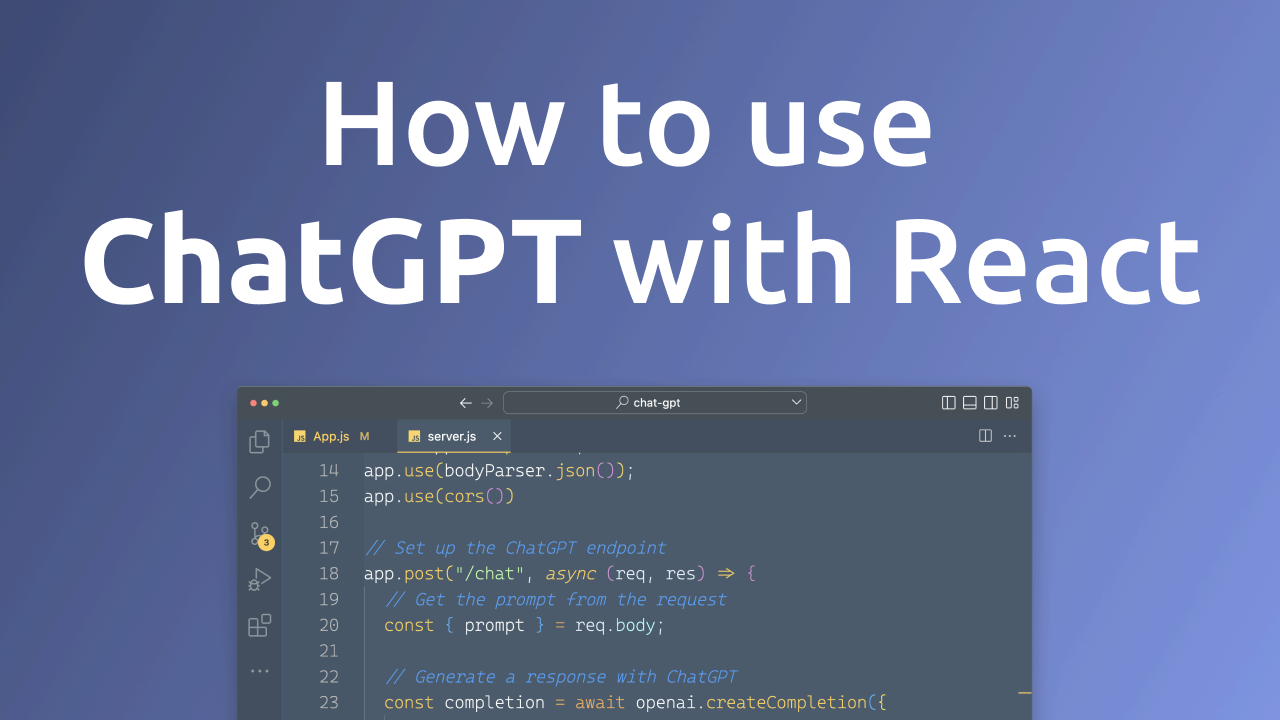 How to use
ChatGPT with React
chat-gpt
JS App.js M
JS server.js ×
14 app.use(bodyParser.json());
15 app.use(cors())
16
17 // Set up the ChatGPT endpoint
18 app.post("/chat", async (req, res) => {
19 // Get the prompt from the request
3
20 const { prompt } = req.body;
21
22 // Generate a response with ChatGPT
23 const completion = await openai.createCompletion({